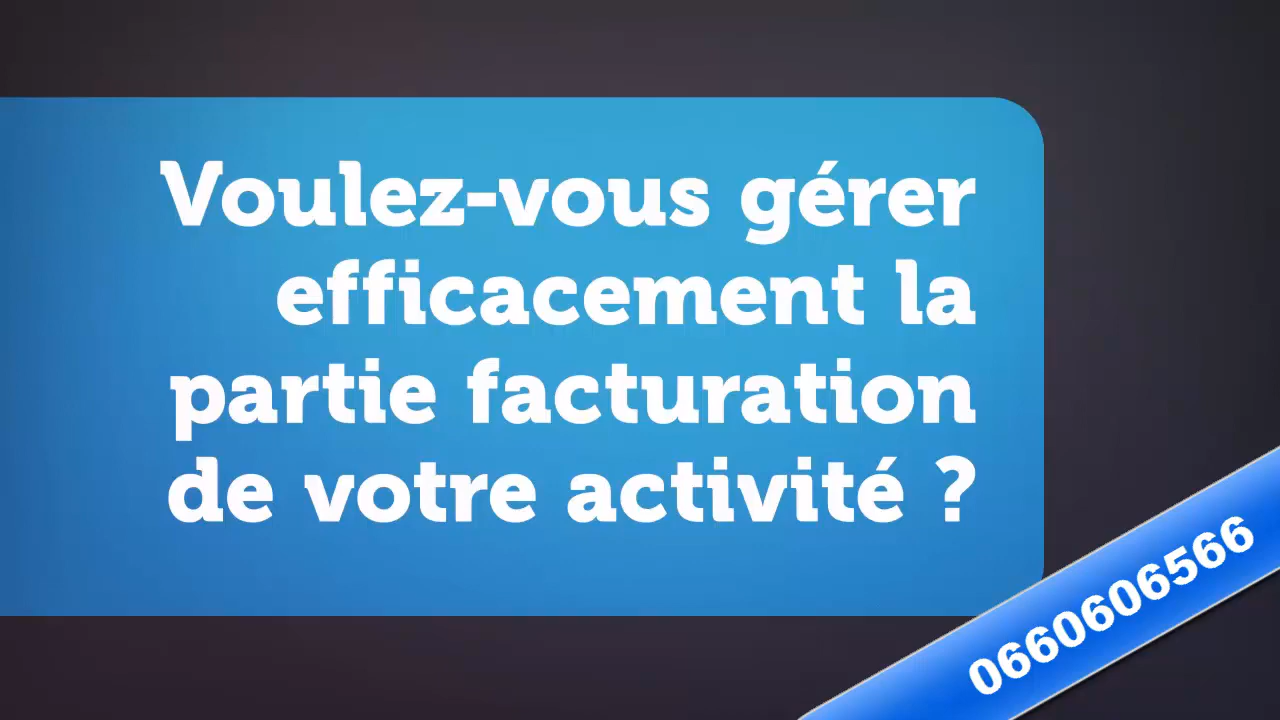 Voulez-vous gérer
efficacement la
partie facturation
de votre activité ?
0660606566